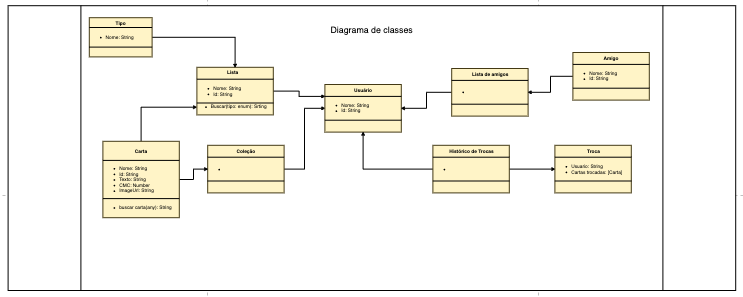 Diagrama de classes
Tipo
Nome: String
Lista
Nome: String
Id: String
Buscar(tipo: enum): Srting
Usuário
Nome: String
Id: String
Lista de amigos
Amigo
Nome: String
Id: String
Carta
Nome: String
Id: String
Texto: String
CMC: Number
ImageUrl: String
buscar carta(any): String
Coleção
Histórico de Trocas
Troca
Usuario: String
Cartas trocadas: [Carta]